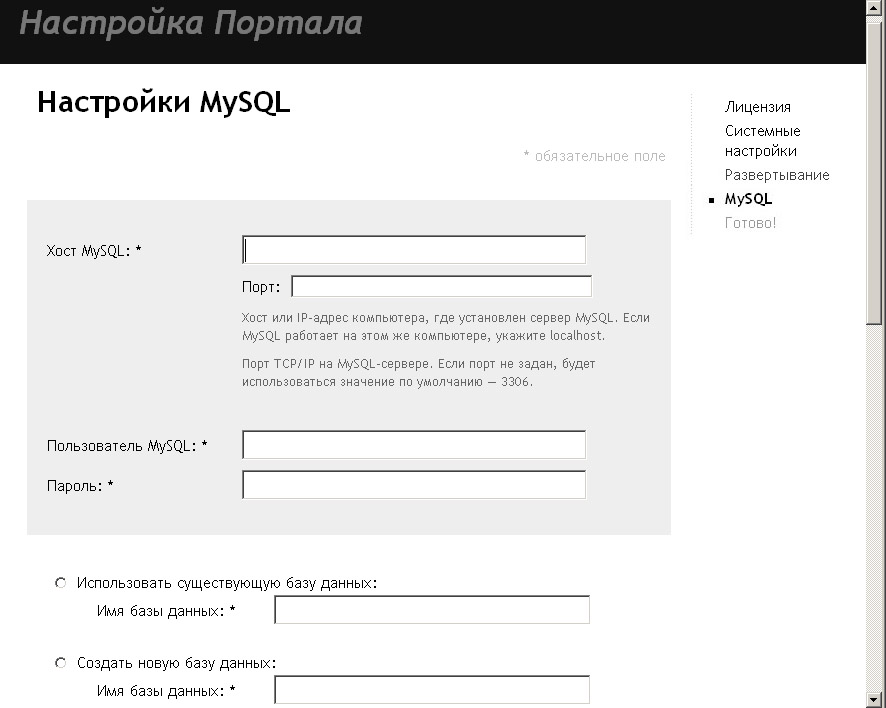 Настройка Портала
Настройки MySQL
* обязательное поле
Лицензия
Системные
настройки
Развертывание
MySQL
Готово!
Хост MySQL: *
Порт:
Хост или IP-адрес компьютера, где установлен сервер MySQL. Если
MySQL работает на этом же компьютере, укажите localhost.
Порт TCP/IP на MySQL-сервере. Если порт не задан, будет
использоваться значение по умолчанию — 3306.
Пользователь MySQL: *
Пароль: *
Использовать существующую базу данных:
Имя базы данных: *
Создать новую базу данных:
Имя базы данных: *